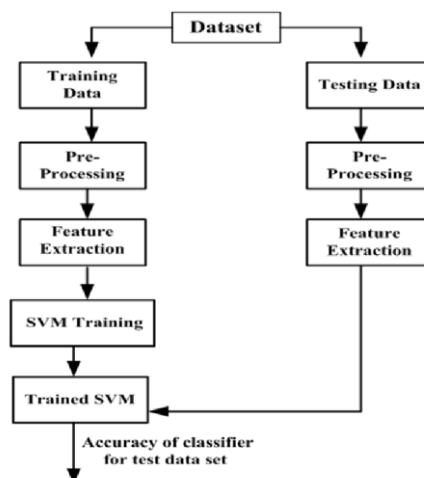 Dataset
Training
Data
Testing Data
Pre-
Processing
Pre-
Processing
Feature
Extraction
Feature
Extraction
SVM Training
Trained SVM
Accuracy of classifier
for test data set